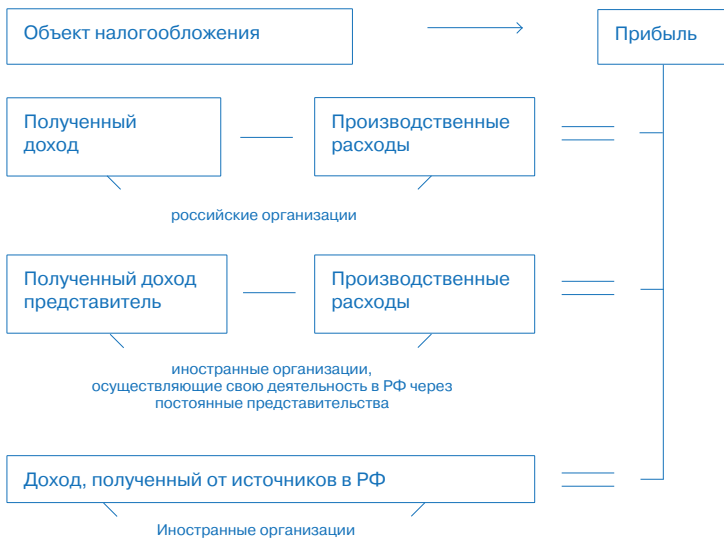 Объект налогообложения
Прибыль
Полученный
доход
Производственные
расходы
российские организации
Полученный доход
представитель
Производственные
расходы
иностранные организации,
осуществляющие свою деятельность в РФ через
постоянные представительства
Доход, полученный от источников в РФ
Иностранные организации